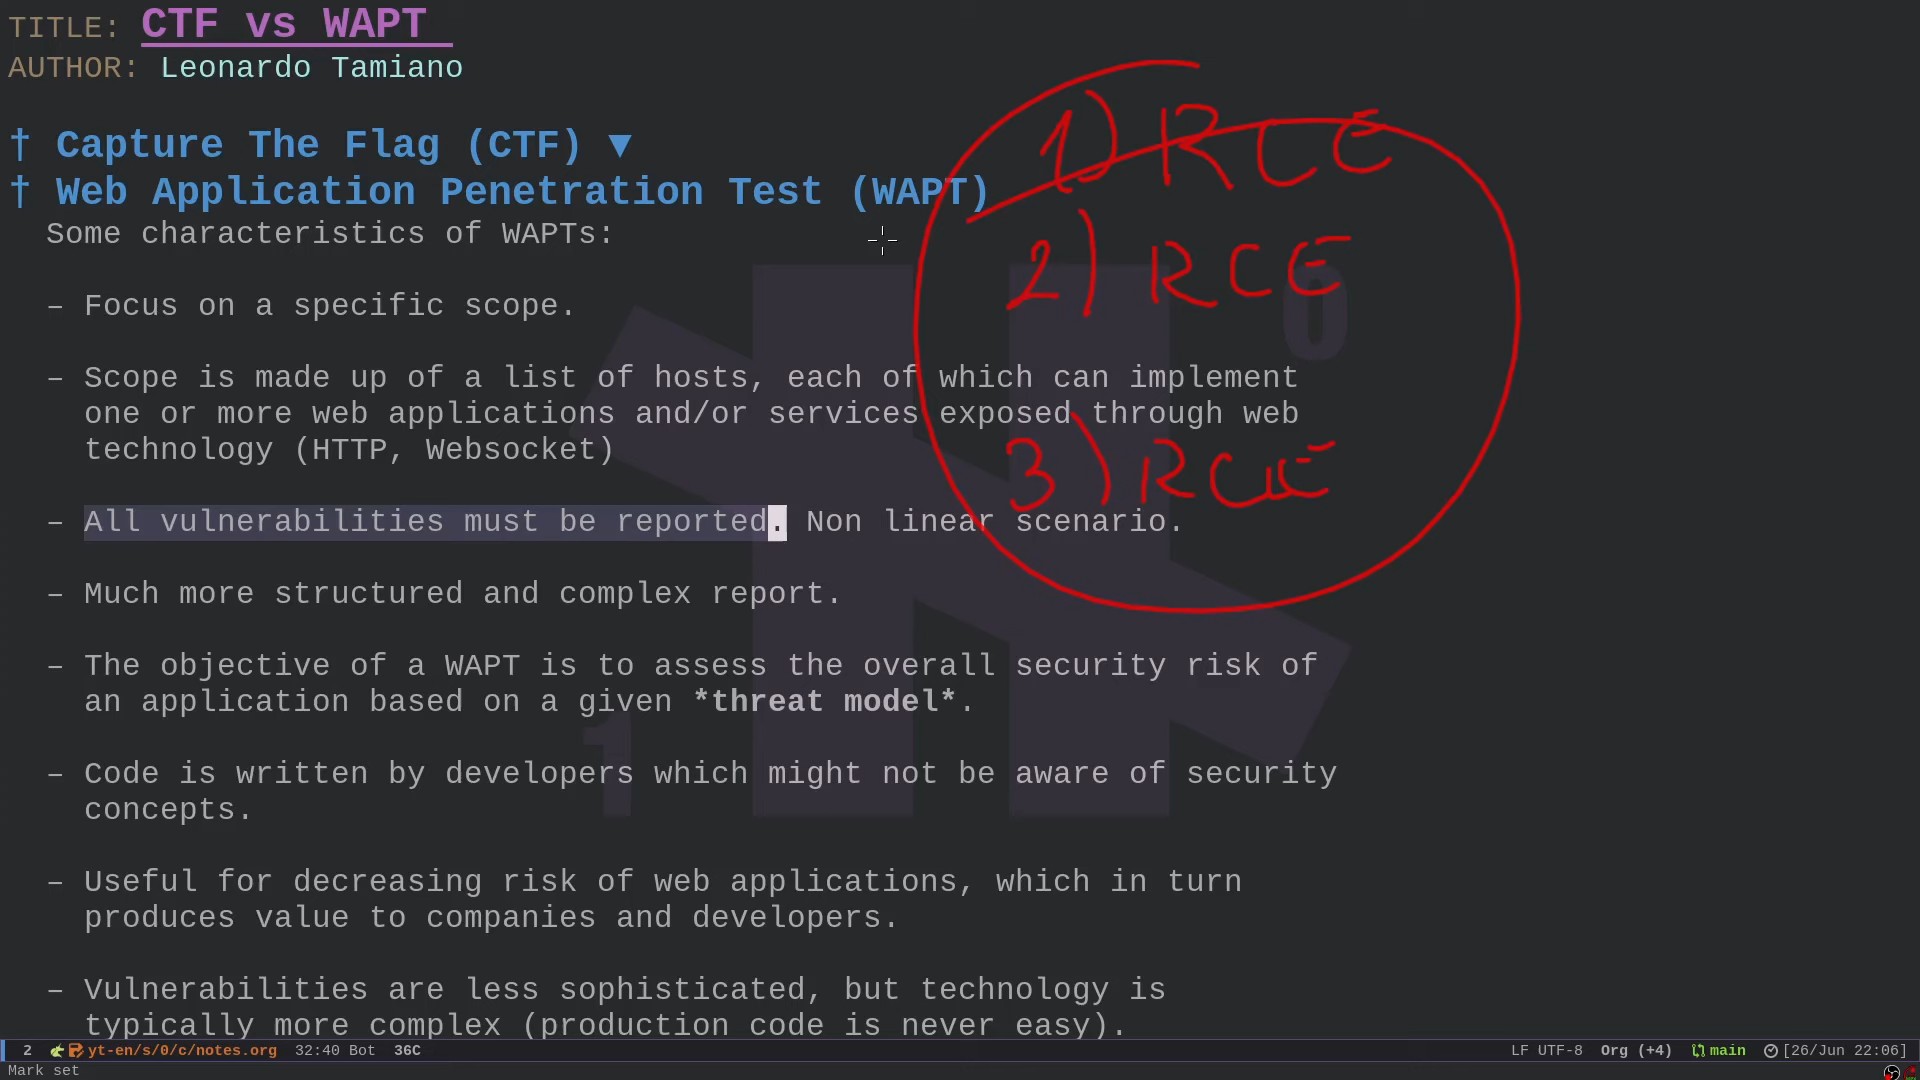 TITLE: CTF vs WAPT
AUTHOR: Leonardo Tamiano
† Capture The Flag (CTF) ▼
† Web Application Penetration Test (WAPT)
Some characteristics of WAPTs:
1) RCE
2) RCE
3) RCE
– Focus on a specific scope.
– Scope is made up of a list of hosts, each of which can implement
one or more web applications and/or services exposed through web
technology (HTTP, Websocket)
– All vulnerabilities must be reported. Non linear scenario.
– Much more structured and complex report.
– The objective of a WAPT is to assess the overall security risk of
an application based on a given *threat model*.
– Code is written by developers which might not be aware of security
concepts.
– Useful for decreasing risk of web applications, which in turn
produces value to companies and developers.
– Vulnerabilities are less sophisticated, but technology is
typically more complex (production code is never easy).
0
1
2 yt-en/s/0/c/notes.org 32:40 Bot 36C LF UTF-8 Org (+4) main [26/Jun 22:06]
Mark set